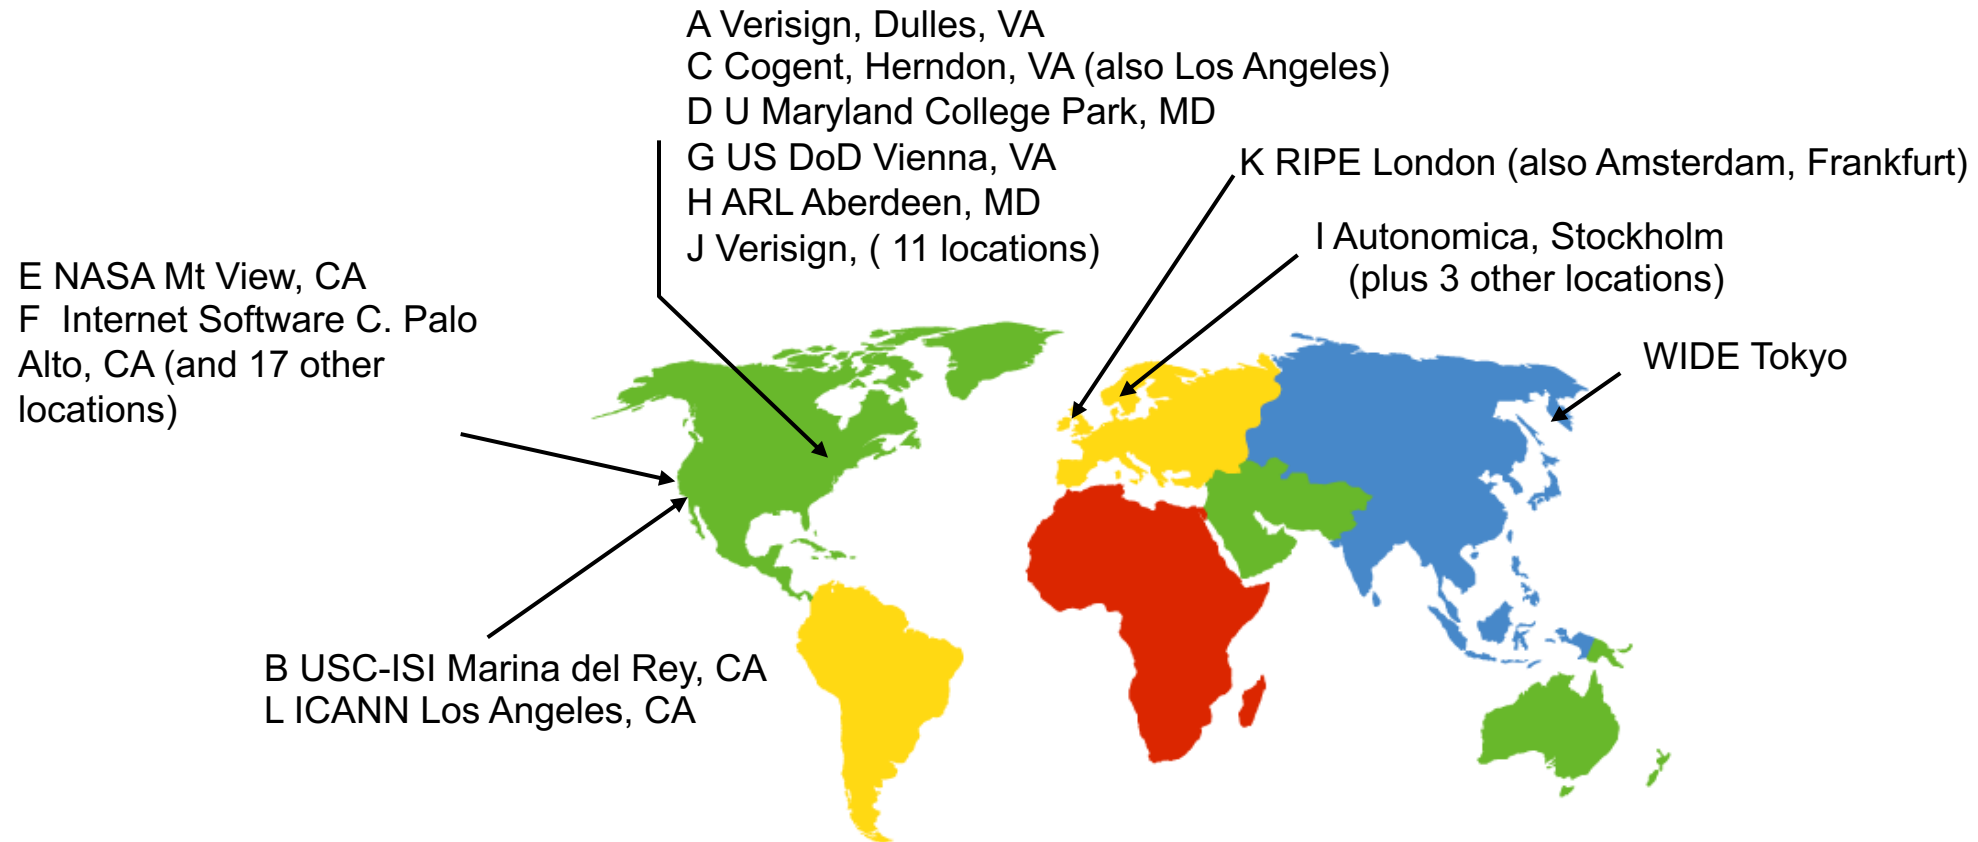 A Verisign, Dulles, VA
C Cogent, Herndon, VA (also Los Angeles)
D U Maryland College Park, MD
G US DoD Vienna, VA
H ARL Aberdeen, MD
J Verisign, ( 11 locations)
K RIPE London (also Amsterdam, Frankfurt)
I Autonomica, Stockholm
(plus 3 other locations)
E NASA Mt View, CA
F Internet Software C. Palo
Alto, CA (and 17 other
locations)
WIDE Tokyo
B USC-ISI Marina del Rey, CA
L ICANN Los Angeles, CA